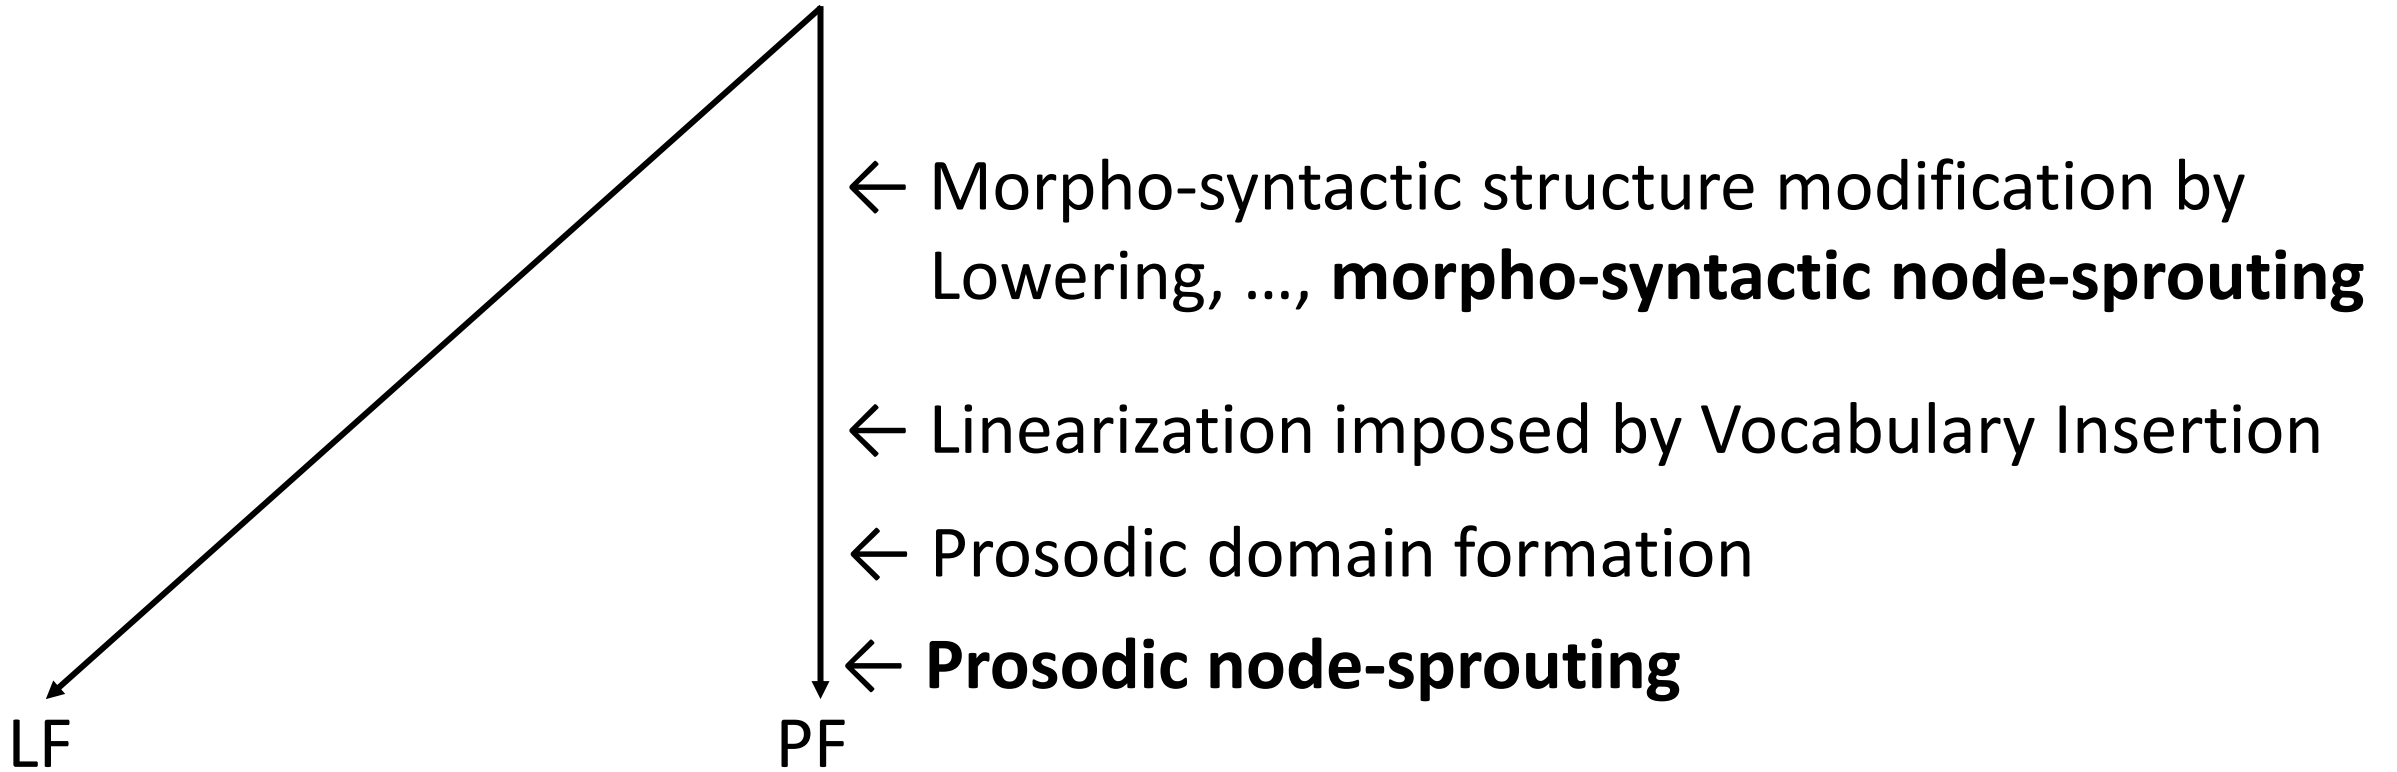 Morpho-syntactic structure modification by
Lowering, …, morpho-syntactic node-sprouting
Linearization imposed by Vocabulary Insertion
Prosodic domain formation
Prosodic node-sprouting
LF
PF